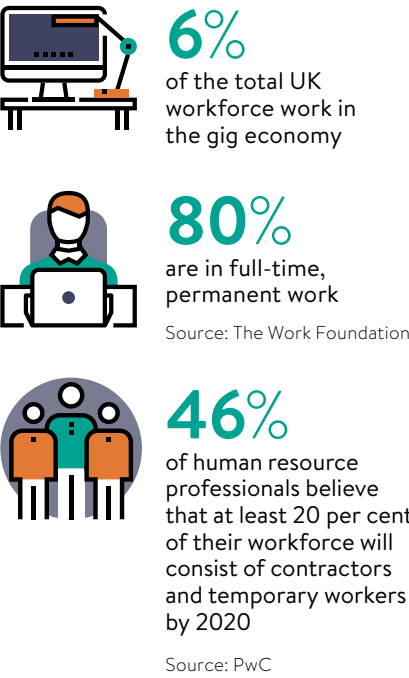 6%
of the total UK
workforce work in
the gig economy
80%
are in full-time,
permanent work
Source: The Work Foundation
46%
of human resource
professionals believe
that at least 20 per cent
of their workforce will
consist of contractors
and temporary workers
by 2020
Source: PwC